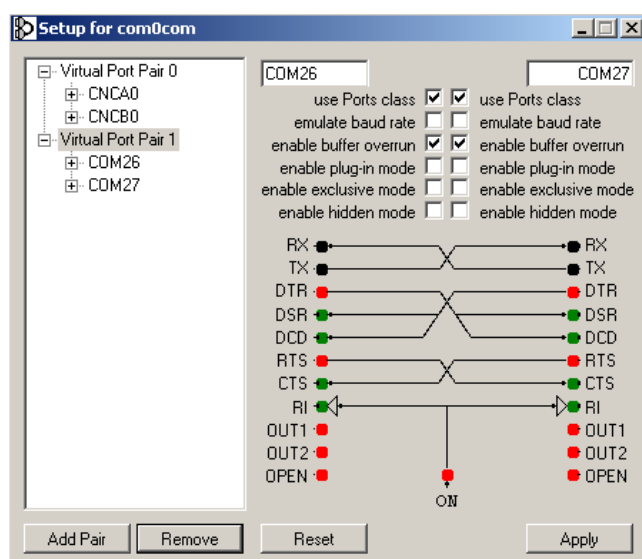 Setup for com0com
Virtual Port Pair 0
CNCA0
CNCB0
Virtual Port Pair 1
COM26
COM27
COM26 COM27
use Ports class use Ports class
emulate baud rate emulate baud rate
enable buffer overrun enable buffer overrun
enable plug-in mode enable plug-in mode
enable exclusive mode enable exclusive mode
enable hidden mode enable hidden mode
RX RX
TX TX
DTR DTR
DSR DSR
DCD DCD
RTS RTS
CTS CTS
RI RI
OUT1 OUT1
OUT2 OUT2
OPEN OPEN
ON
Add Pair Remove Reset Apply